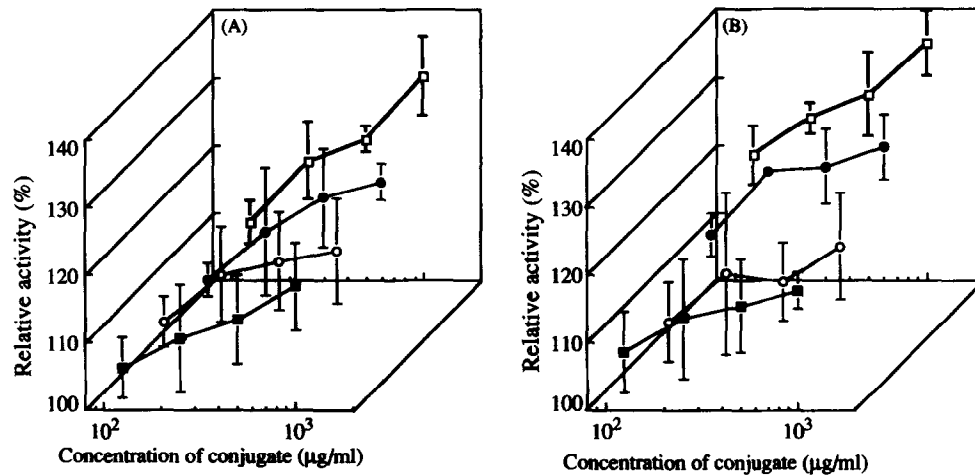 (A)
Relative activity (%)
140
130
120
110
100
10²
10³
Concentration of conjugate (µg/ml)
(B)
Relative activity (%)
140
130
120
110
100
10²
10³
Concentration of conjugate (µg/ml)